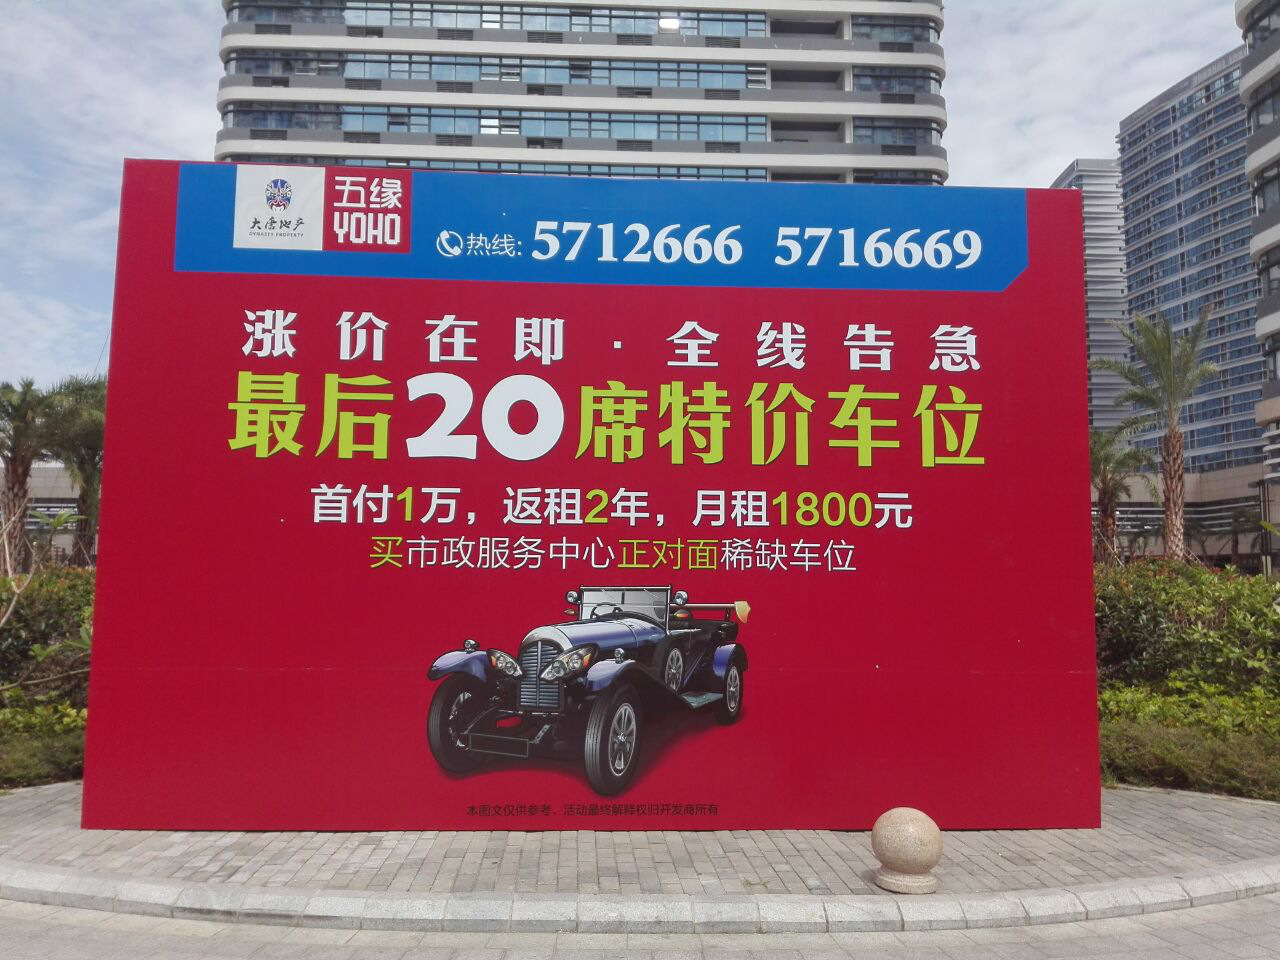 大唐地产
DYNASTY PROPERTY
五缘
YOHO
热线: 5712666 5716669
涨价在即·全线告急
最后20席特价车位
首付1万，返租2年，月租1800元
买市政服务中心正对面稀缺车位
本图文仅供参考，活动最终解释权归开发商所有